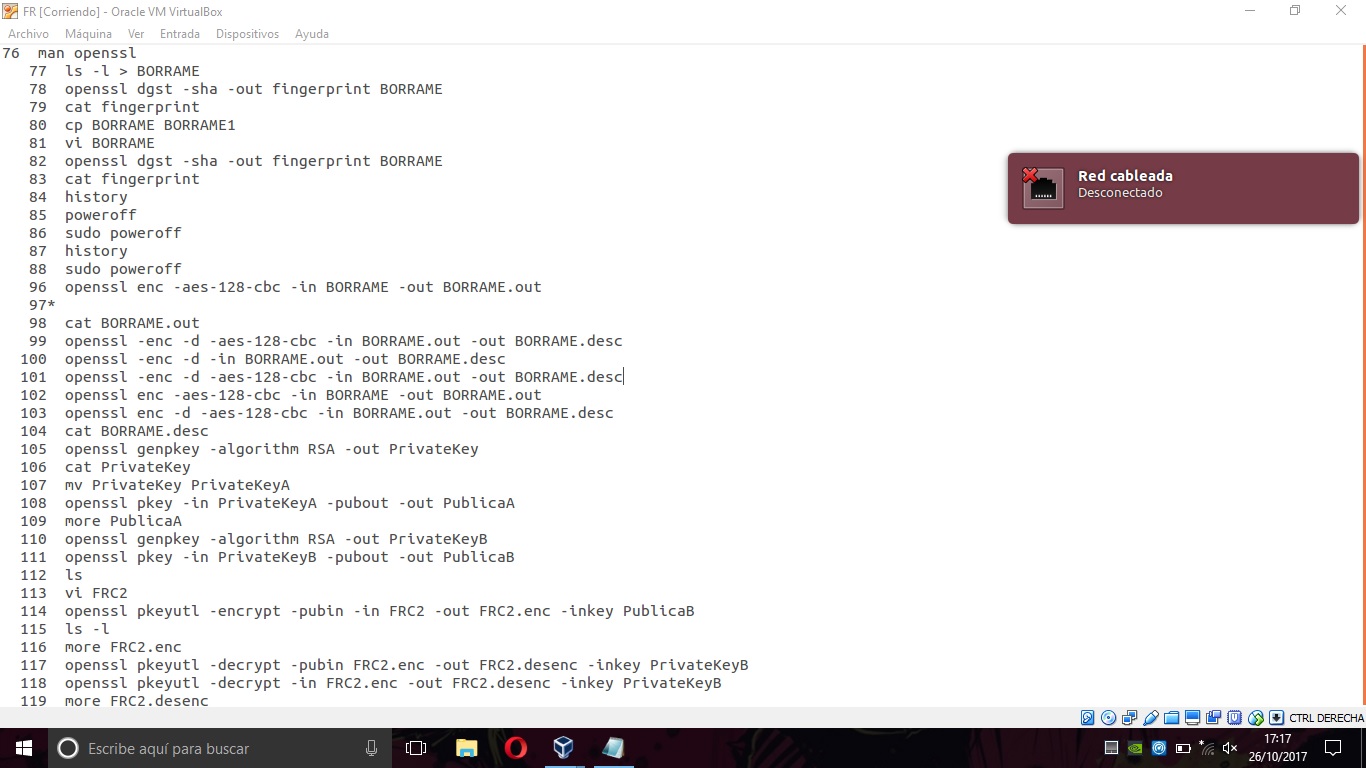 FR [Corriendo] - Oracle VM VirtualBox
Archivo Máquina Ver Entrada Dispositivos Ayuda
76 man openssl
77 ls -l > BORRAME
78 openssl dgst -sha -out fingerprint BORRAME
79 cat fingerprint
80 cp BORRAME BORRAME1
81 vi BORRAME
82 openssl dgst -sha -out fingerprint BORRAME
83 cat fingerprint
84 history
85 poweroff
86 sudo poweroff
87 history
88 sudo poweroff
96 openssl enc -aes-128-cbc -in BORRAME -out BORRAME.out
97*
98 cat BORRAME.out
99 openssl -enc -d -aes-128-cbc -in BORRAME.out -out BORRAME.desc
100 openssl -enc -d -in BORRAME.out -out BORRAME.desc
101 openssl -enc -d -aes-128-cbc -in BORRAME.out -out BORRAME.desc
102 openssl enc -aes-128-cbc -in BORRAME -out BORRAME.out
103 openssl enc -d -aes-128-cbc -in BORRAME.out -out BORRAME.desc
104 cat BORRAME.desc
105 openssl genpkey -algorithm RSA -out PrivateKey
106 cat PrivateKey
107 mv PrivateKey PrivateKeyA
108 openssl pkey -in PrivateKeyA -pubout -out PublicaA
109 more PublicaA
110 openssl genpkey -algorithm RSA -out PrivateKeyB
111 openssl pkey -in PrivateKeyB -pubout -out PublicaB
112 ls
113 vi FRC2
114 openssl pkeyutl -encrypt -pubin -in FRC2 -out FRC2.enc -inkey PublicaB
115 ls -l
116 more FRC2.enc
117 openssl pkeyutl -decrypt -pubin FRC2.enc -out FRC2.desenc -inkey PrivateKeyB
118 openssl pkeyutl -decrypt -in FRC2.enc -out FRC2.desenc -inkey PrivateKeyB
119 more FRC2.desenc
Red cableada
Desconectado
CTRL DERECHA
Escribe aquí para buscar
17:17
26/10/2017